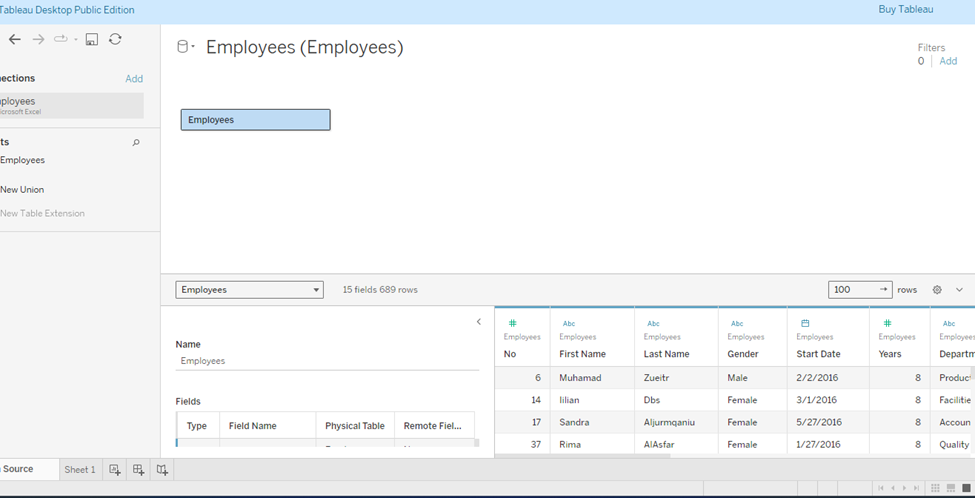 Tableau Desktop Public Edition
Buy Tableau
Employees (Employees)
Filters
0 | Add
nections
Add
ployees
crosoft Excel
Employees
ts
Employees
New Union
New Table Extension
Employees
15 fields 689 rows
100 → rows
Name
Employees
Fields
Type Field Name Physical Table Remote Fiel...
# Abc Abc Abc # Abc
Employees Employees Employees Employees Employees Employees Employees
No First Name Last Name Gender Start Date Years Departm
6 Muhamad Zueitr Male 2/2/2016 8 Produc
14 Iilian Dbs Female 3/1/2016 8 Facilitie
17 Sandra Aljurmqaniu Female 5/27/2016 8 Accoun
37 Rima AlAsfar Female 1/27/2016 8 Quality
Source
Sheet 1